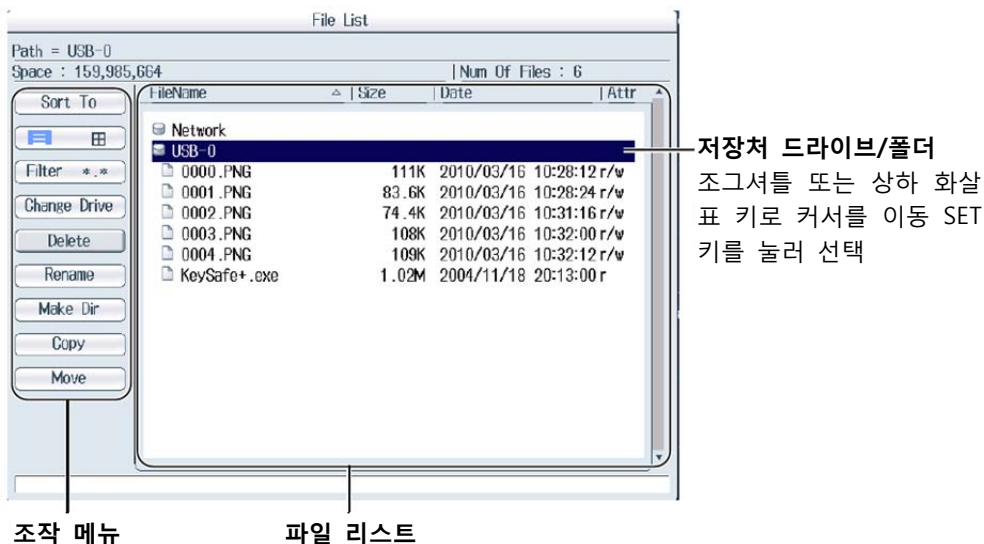 File List
Path = USB-0
Space : 159,985,664 | Num Of Files : 6
Sort To
Filter *.*
Change Drive
Delete
Rename
Make Dir
Copy
Move
FileName | Size | Date | Attr
Network
USB-0
0000.PNG 111K 2010/03/16 10:28:12 r/w
0001.PNG 83.6K 2010/03/16 10:28:24 r/w
0002.PNG 74.4K 2010/03/16 10:31:16 r/w
0003.PNG 108K 2010/03/16 10:32:00 r/w
0004.PNG 109K 2010/03/16 10:32:12 r/w
KeySafe+.exe 1.02M 2004/11/18 20:13:00 r
저장처 드라이브/폴더
조그셔틀 또는 상하 화살
표 키로 커서를 이동 SET
키를 눌러 선택
조작 메뉴
파일 리스트